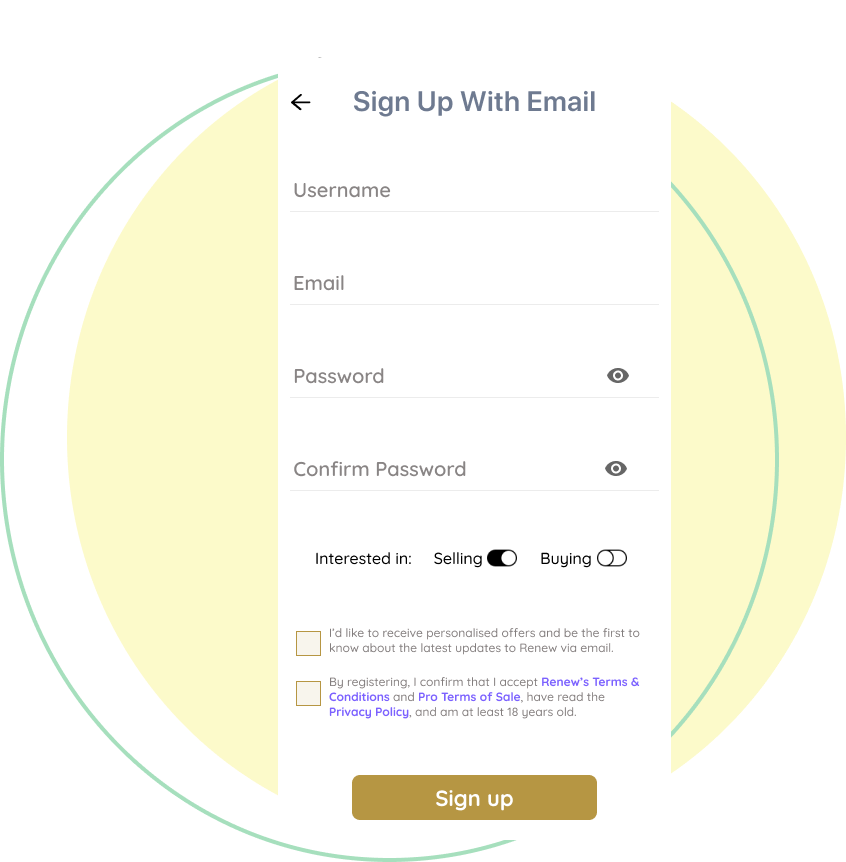 Sign Up With Email
Username
Email
Password
Confirm Password
Interested in: Selling Buying
I'd like to receive personalised offers and be the first to
know about the latest updates to Renew via email.
By registering, I confirm that I accept Renew's Terms &
Conditions and Pro Terms of Sale, have read the
Privacy Policy, and am at least 18 years old.
Sign up